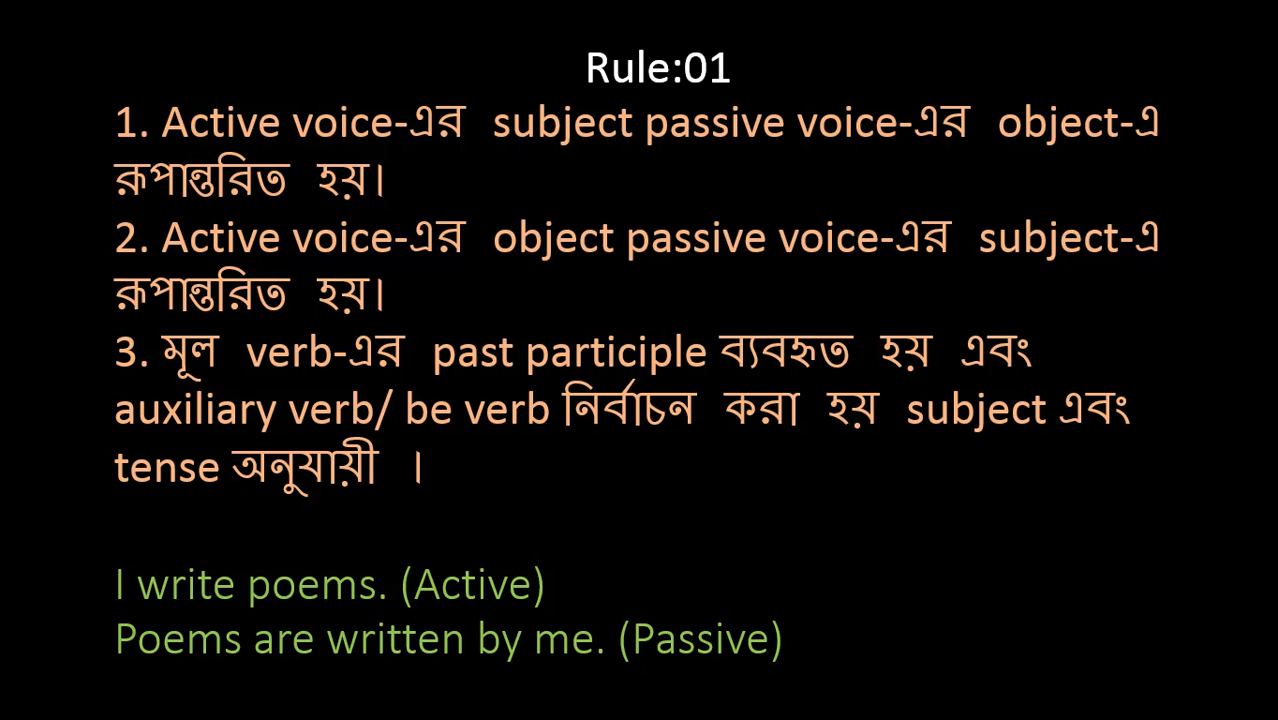 Rule:01
1. Active voice-এর subject passive voice-এর object-এ
রূপান্তরিত হয়।
2. Active voice-এর object passive voice-এর subject-এ
রূপান্তরিত হয়।
3. মূল verb-এর past participle ব্যবহৃত হয় এবং
auxiliary verb/ be verb নির্বাচন করা হয় subject এবং
tense অনুযায়ী ।
I write poems. (Active)
Poems are written by me. (Passive)